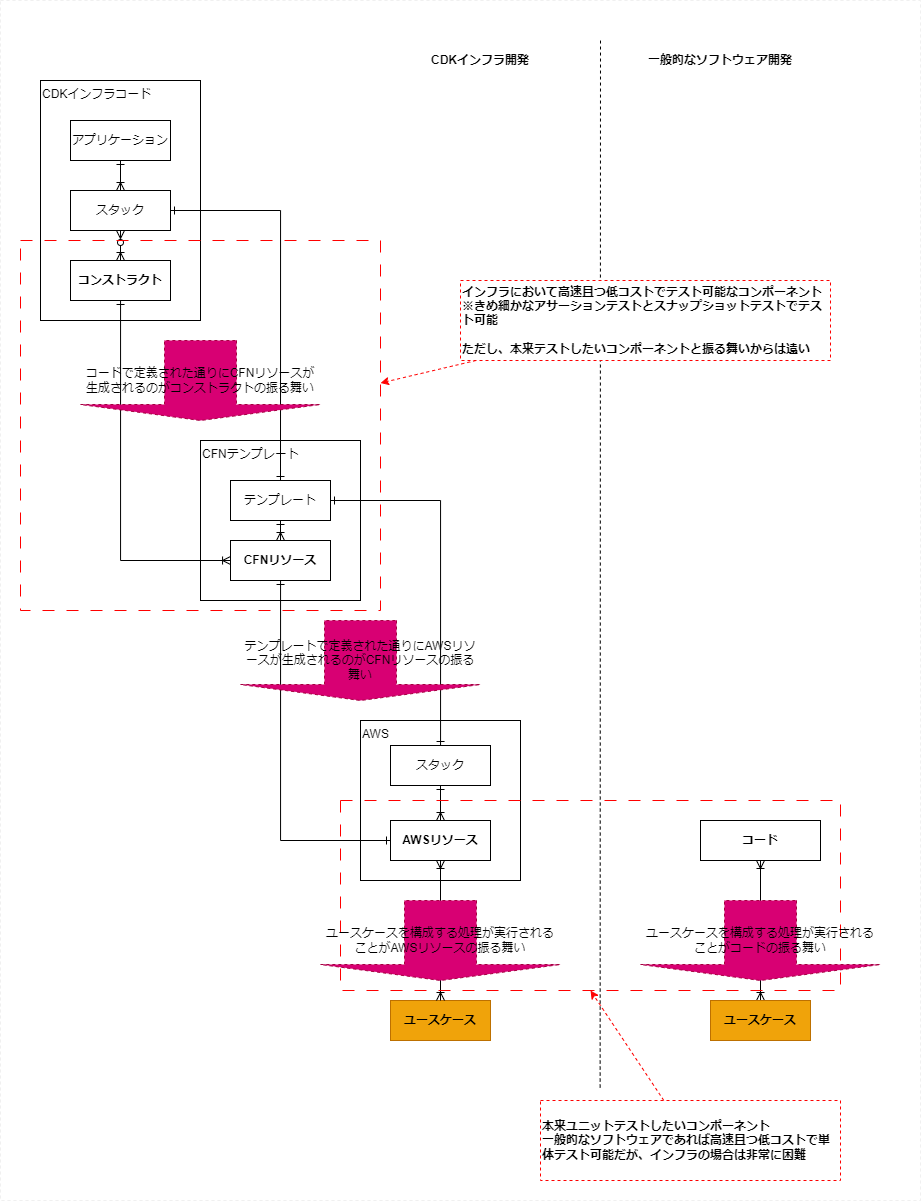 CDKインフラ開発
一般的なソフトウェア開発
CDKインフラコード
アプリケーション
スタック
コンストラクト
インフラにおいて高速且つ低コストでテスト可能なコンポーネント
※きめ細かなアサーションテストとスナップショットテストでテス
ト可能
ただし、本来テストしたいコンポーネントと振る舞いからは遠い
コードで定義された通りにCFNリソースが
生成されるのがコンストラクトの振る舞い
CFNテンプレート
テンプレート
CFNリソース
テンプレートで定義された通りにAWSリソ
ースが生成されるのがCFNリソースの振る
舞い
AWS
スタック
AWSリソース
コード
ユースケースを構成する処理が実行される
ことがAWSリソースの振る舞い
ユースケースを構成する処理が実行される
ことがコードの振る舞い
ユースケース
ユースケース
本来ユニットテストしたいコンポーネント
一般的なソフトウェアであれば高速且つ低コストで単
体テスト可能だが、インフラの場合は非常に困難